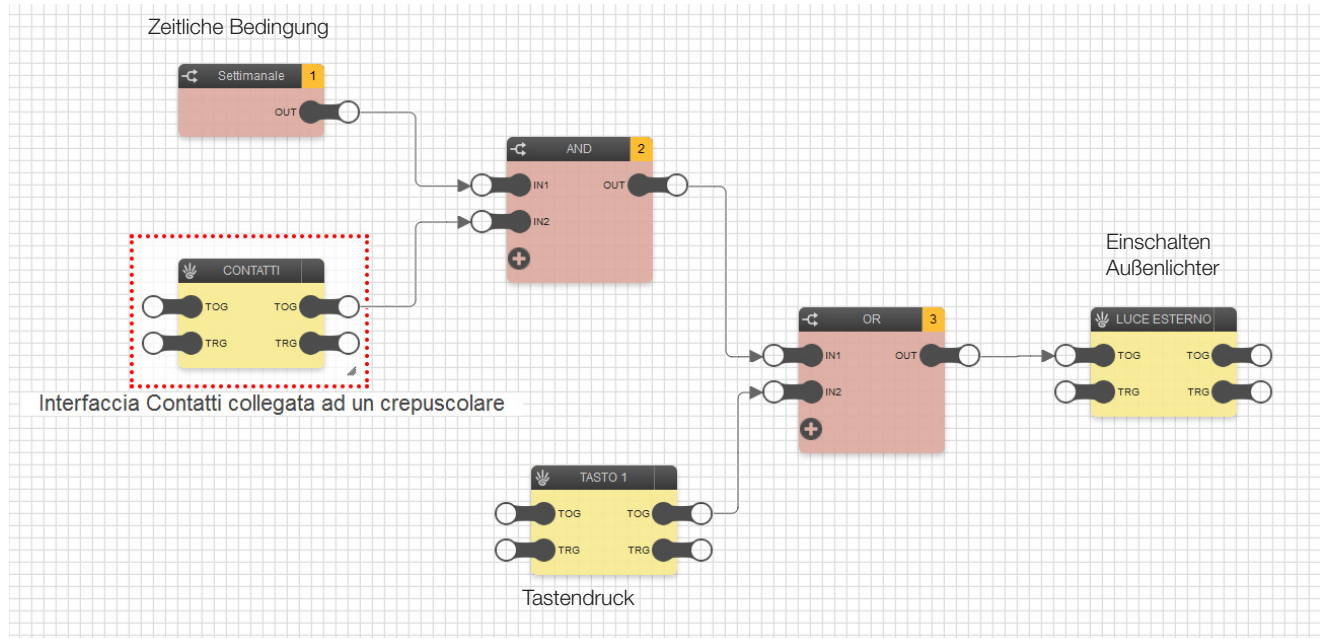 Zeitliche Bedingung
Settimanale 1
OUT
AND 2
IN1 OUT
IN2
CONTATTI
TOG TOG
TRG TRG
Interfaccia Contatti collegata ad un crepuscolare
Einschalten
Außenlichter
OR 3
IN1 OUT
IN2
LUCE ESTERNO
TOG TOG
TRG TRG
TASTO 1
TOG TOG
TRG TRG
Tastendruck